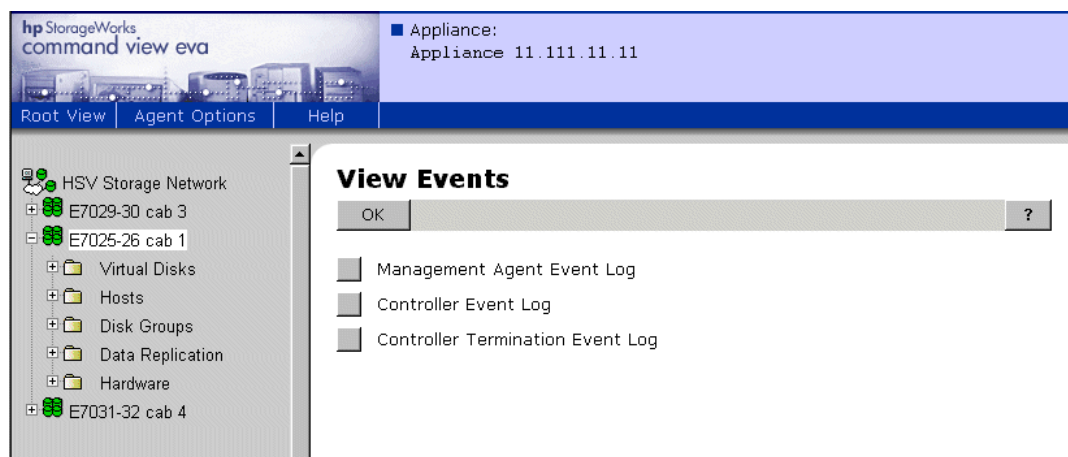 hp StorageWorks
command view eva
Appliance:
Appliance 11.111.11.11
Root View Agent Options Help
HSV Storage Network
E7029-30 cab 3
E7025-26 cab 1
Virtual Disks
Hosts
Disk Groups
Data Replication
Hardware
E7031-32 cab 4
View Events
OK ?
Management Agent Event Log
Controller Event Log
Controller Termination Event Log